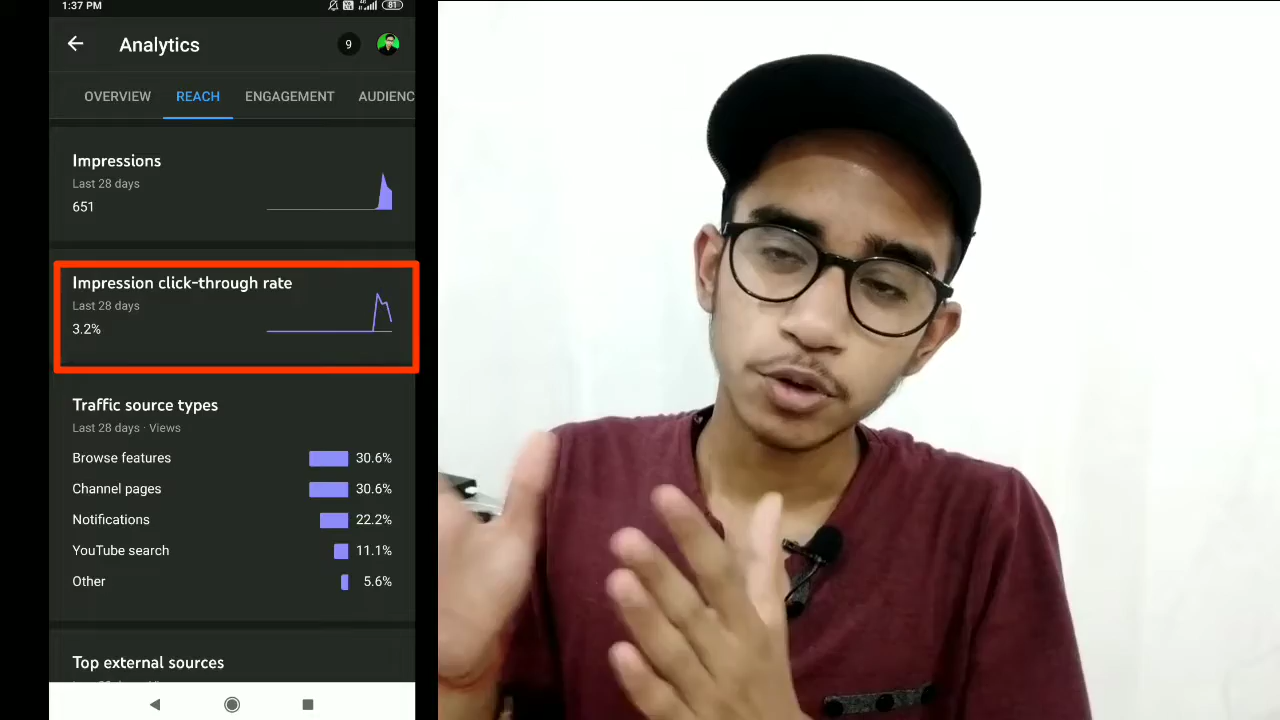 1:37 PM
81
Analytics
9
OVERVIEW REACH ENGAGEMENT AUDIENC
Impressions
Last 28 days
651
Impression click-through rate
Last 28 days
3.2%
Traffic source types
Last 28 days · Views
Browse features 30.6%
Channel pages 30.6%
Notifications 22.2%
YouTube search 11.1%
Other 5.6%
Top external sources